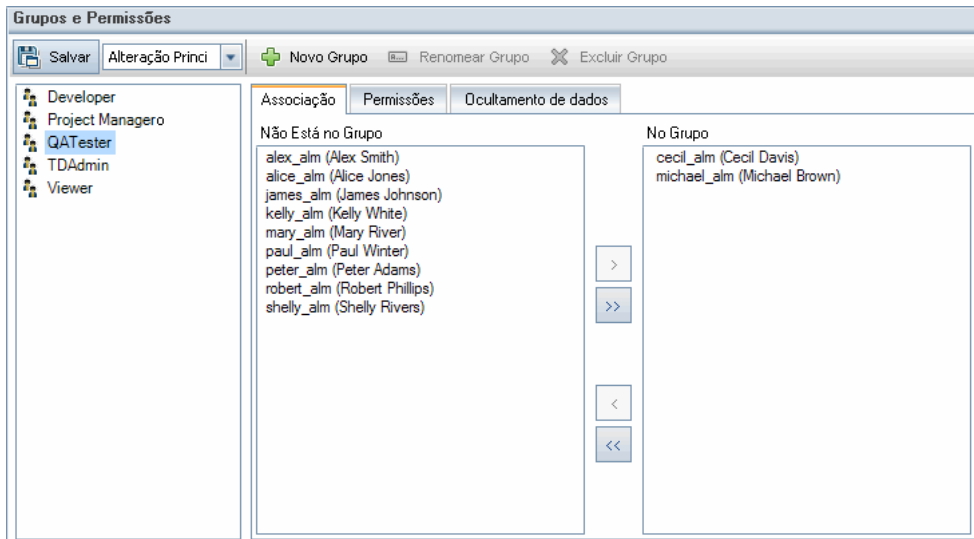 Grupos e Permissões
Salvar Alteração Princi Novo Grupo Renomear Grupo Excluir Grupo
Developer
Project Managero
QATester
TDAdmin
Viewer
Associação Permissões Ocultamento de dados
Não Está no Grupo
alex_alm (Alex Smith)
alice_alm (Alice Jones)
james_alm (James Johnson)
kelly_alm (Kelly White)
mary_alm (Mary River)
paul_alm (Paul Winter)
peter_alm (Peter Adams)
robert_alm (Robert Phillips)
shelly_alm (Shelly Rivers)
>
>>
<
<<
No Grupo
cecil_alm (Cecil Davis)
michael_alm (Michael Brown)